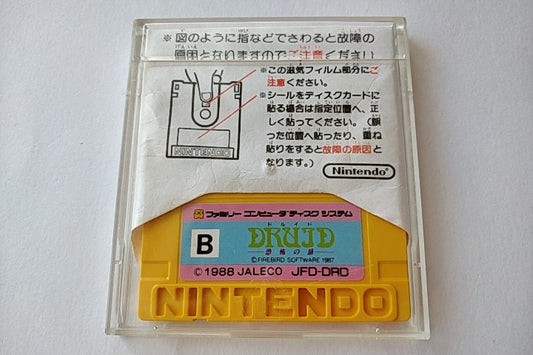 ※図のように指などでさわると故障の
原因となりますのでご注意ください
※この磁気フィルム部分にご
注意ください。
※シールをディスクカードに
貼る場合は指定位置へ、正
しく貼ってください。(誤
った位置へ貼ったり、重ね
貼りをすると故障の原因と
なります。)
NINTENDO
Nintendo
ファミリー コンピュータ ディスク システム
B
ドルイド
DRUID
恐怖の扉
©FIREBIRD SOFTWARE 1987
©1988 JALECO JFD-DRD
NINTENDO